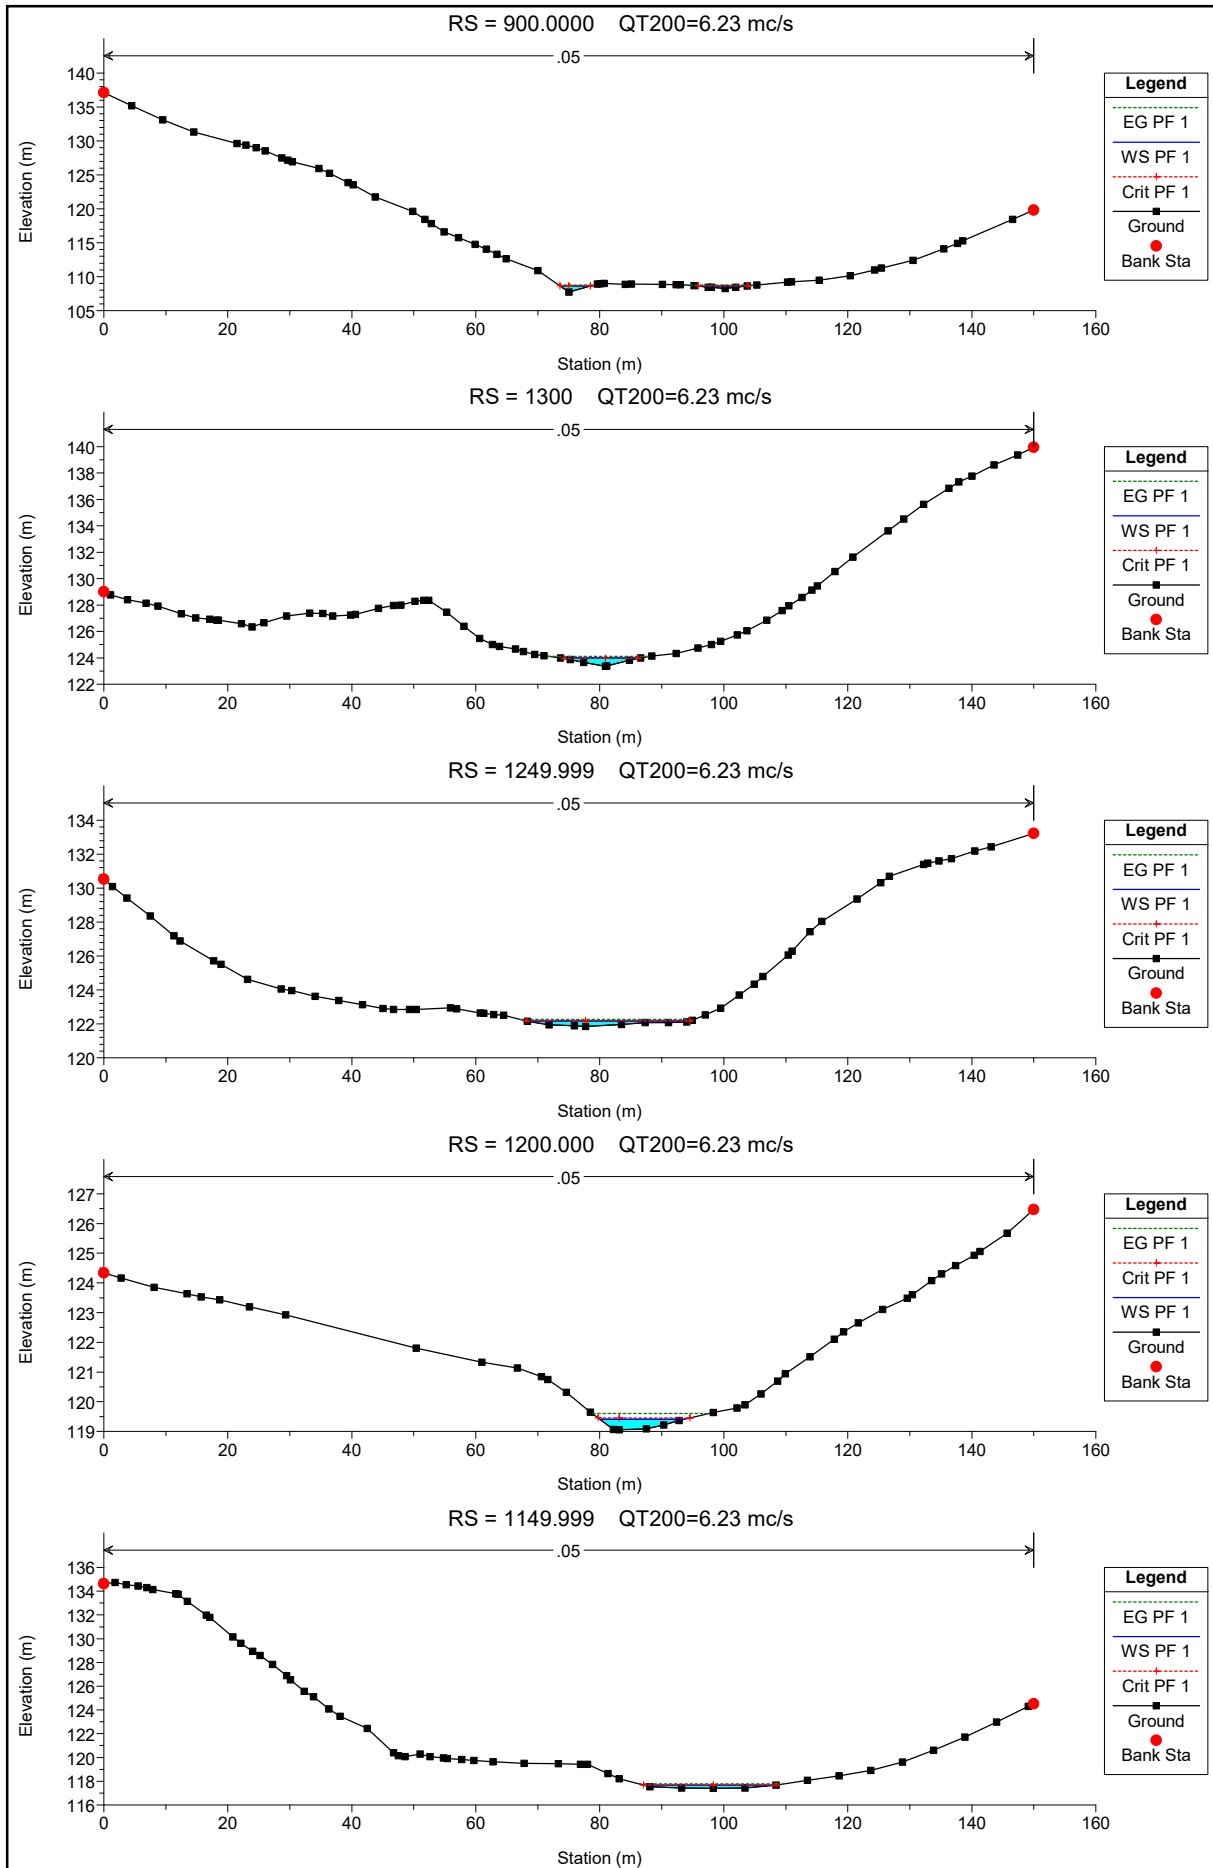 RS = 900.0000 QT200=6.23 mc/s
.05
Elevation (m)
140
135
130
125
120
115
110
105
0 20 40 60 80 100 120 140 160
Station (m)
Legend
EG PF 1
WS PF 1
Crit PF 1
Ground
Bank Sta
RS = 1300 QT200=6.23 mc/s
.05
Elevation (m)
140
138
136
134
132
130
128
126
124
122
0 20 40 60 80 100 120 140 160
Station (m)
Legend
EG PF 1
WS PF 1
Crit PF 1
Ground
Bank Sta
RS = 1249.999 QT200=6.23 mc/s
.05
Elevation (m)
134
132
130
128
126
124
122
120
0 20 40 60 80 100 120 140 160
Station (m)
Legend
EG PF 1
WS PF 1
Crit PF 1
Ground
Bank Sta
RS = 1200.000 QT200=6.23 mc/s
.05
Elevation (m)
127
126
125
124
123
122
121
120
119
0 20 40 60 80 100 120 140 160
Station (m)
Legend
EG PF 1
Crit PF 1
WS PF 1
Ground
Bank Sta
RS = 1149.999 QT200=6.23 mc/s
.05
Elevation (m)
136
134
132
130
128
126
124
122
120
118
116
0 20 40 60 80 100 120 140 160
Station (m)
Legend
EG PF 1
WS PF 1
Crit PF 1
Ground
Bank Sta